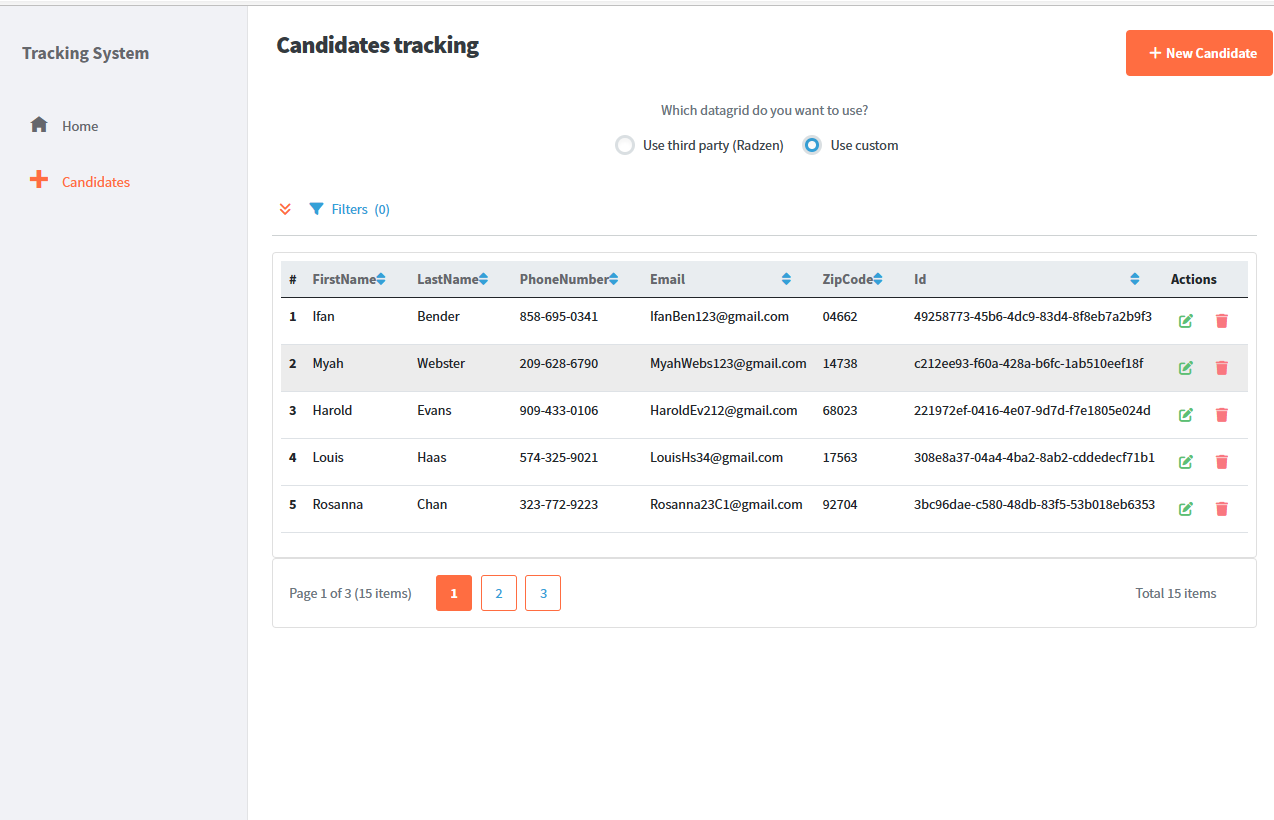 Tracking System
Home
Candidates
Candidates tracking
New Candidate
Which datagrid do you want to use?
Use third party (Radzen) Use custom
Filters (0)
# FirstName LastName PhoneNumber Email ZipCode Id Actions
1 Ifan Bender 858-695-0341 IfanBen123@gmail.com 04662 49258773-45b6-4dc9-83d4-8f8eb7a2b9f3
2 Myah Webster 209-628-6790 MyahWebs123@gmail.com 14738 c212ee93-f60a-428a-b6fc-1ab510eef18f
3 Harold Evans 909-433-0106 HaroldEv212@gmail.com 68023 221972ef-0416-4e07-9d7d-f7e1805e024d
4 Louis Haas 574-325-9021 LouisHs34@gmail.com 17563 308e8a37-04a4-4ba2-8ab2-cddedecf71b1
5 Rosanna Chan 323-772-9223 Rosanna23C1@gmail.com 92704 3bc96dae-c580-48db-83f5-53b018eb6353
Page 1 of 3 (15 items) 1 2 3 Total 15 items